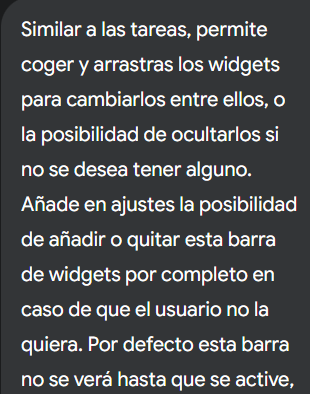 Similar a las tareas, permite
coger y arrastras los widgets
para cambiarlos entre ellos, o
la posibilidad de ocultarlos si
no se desea tener alguno.
Añade en ajustes la posibilidad
de añadir o quitar esta barra
de widgets por completo en
caso de que el usuario no la
quiera. Por defecto esta barra
no se verá hasta que se active,